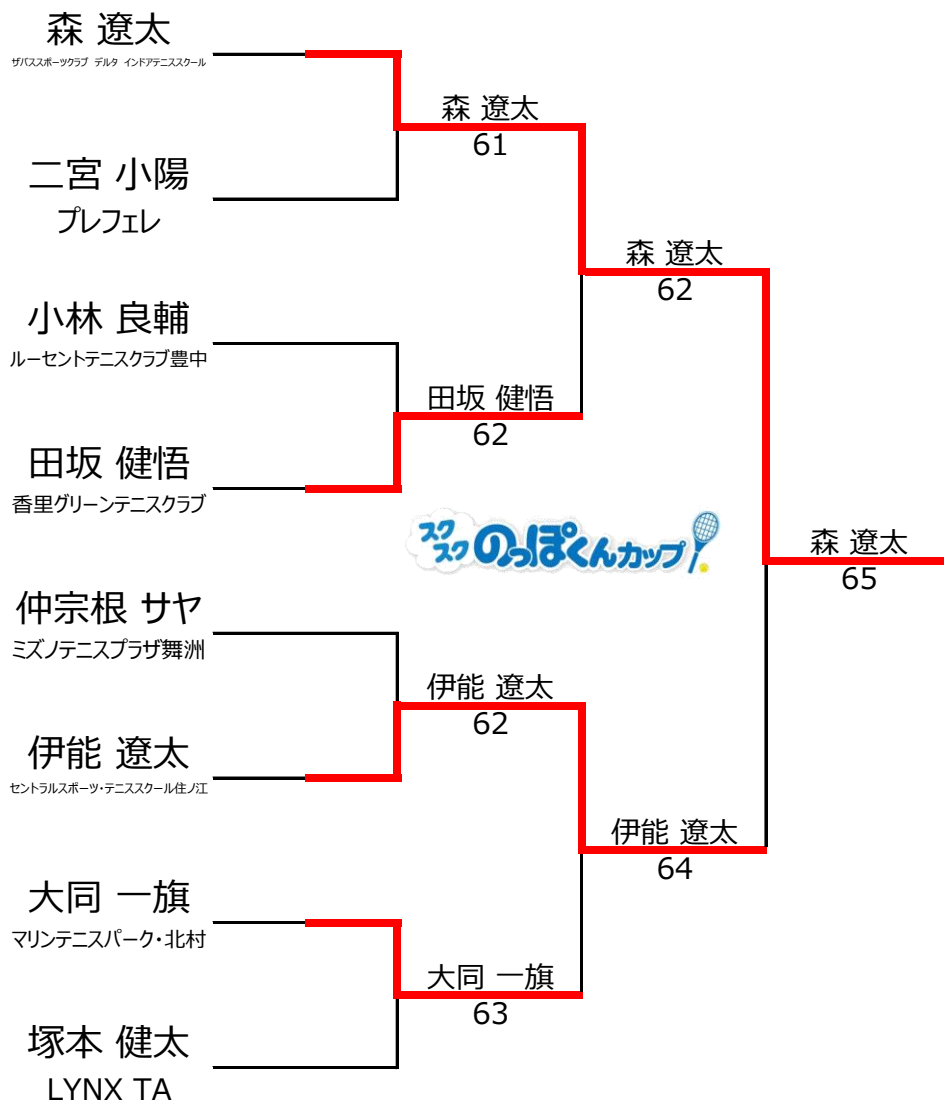 森 遼太
ザバススポーツクラブ デルタ インドアテニススクール
森 遼太
61
二宮 小陽
プレフェレ
森 遼太
62
小林 良輔
ルーセントテニスクラブ豊中
田坂 健悟
62
田坂 健悟
香里グリーンテニスクラブ
スクスク のっぽくんカップ
森 遼太
65
仲宗根 サヤ
ミズノテニスプラザ舞洲
伊能 遼太
62
伊能 遼太
セントラルスポーツ・テニススクール住ノ江
伊能 遼太
64
大同 一旗
マリンテニスパーク・北村
大同 一旗
63
塚本 健太
LYNX TA